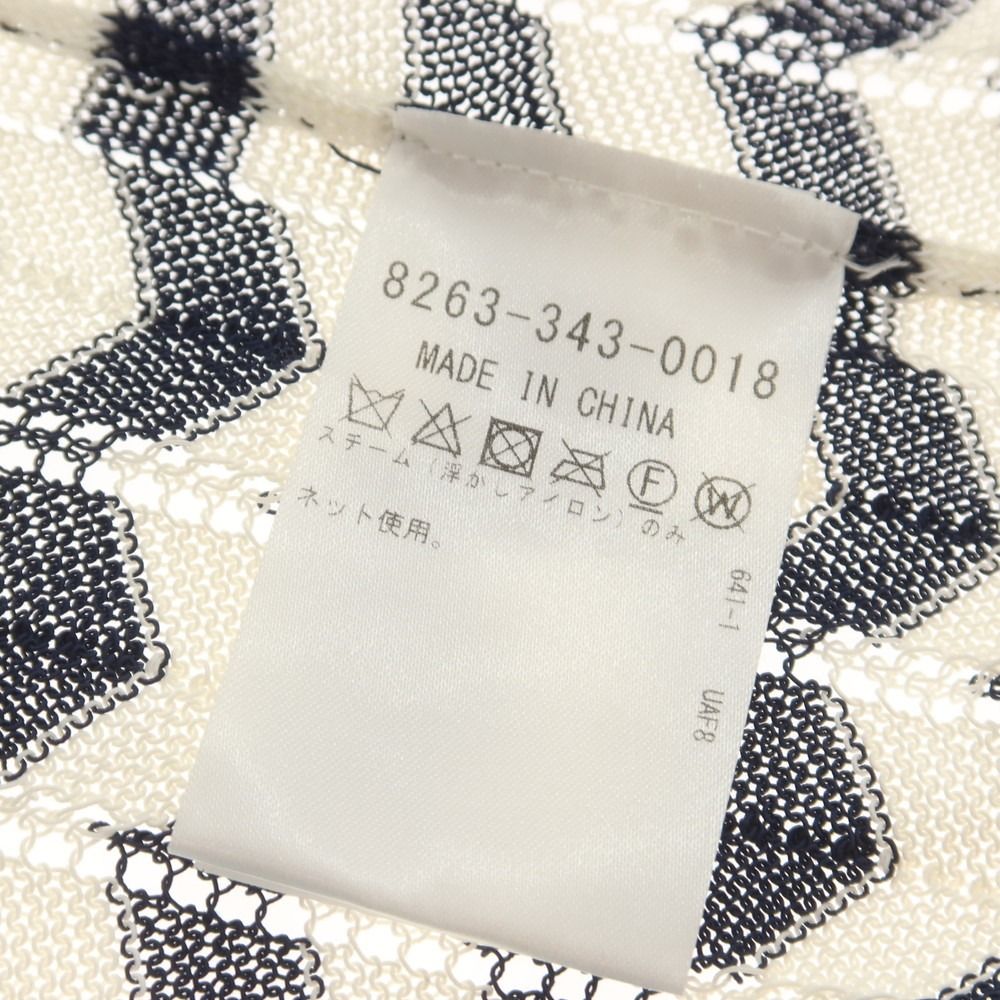 8263-343-0018
MADE IN CHINA
F W
スチーム（浮かしアイロン）のみ
ネット使用。
641-1
UAF8